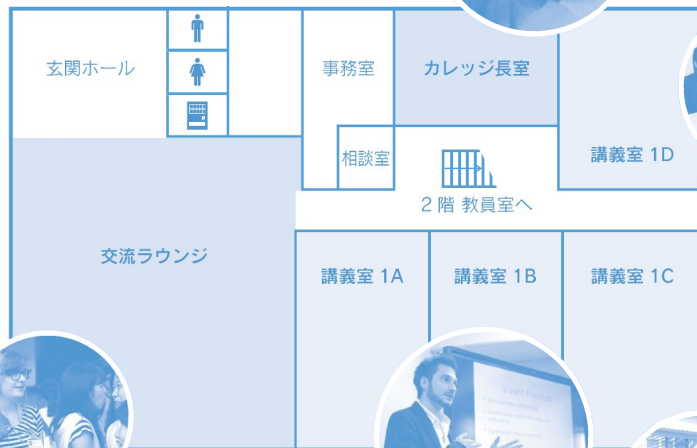 玄関ホール
事務室
カレッジ長室
相談室
講義室 1D
2階 教員室へ
交流ラウンジ
講義室 1A
講義室 1B
講義室 1C